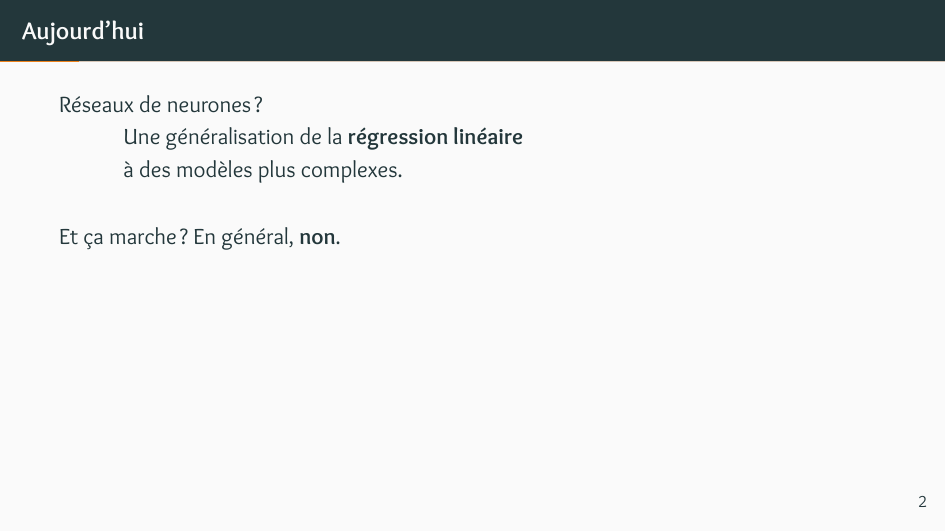 Aujourd’hui
Réseaux de neurones ?
Une généralisation de la régression linéaire
à des modèles plus complexes.
Et ça marche ? En général, non.
2